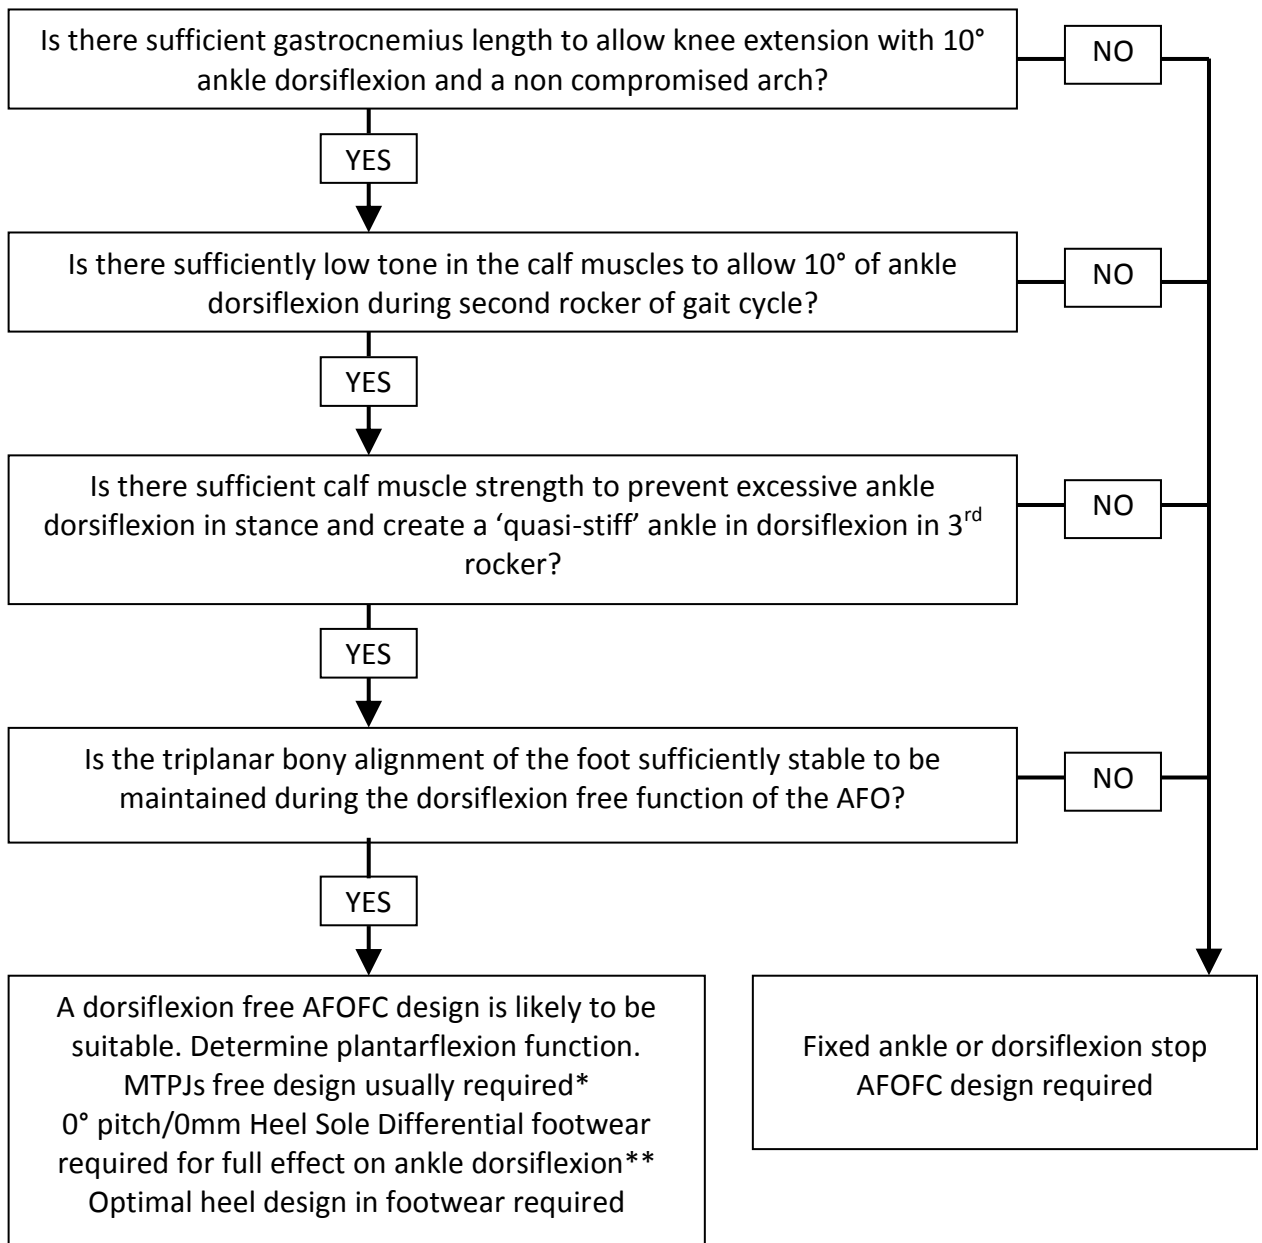 Is there sufficient gastrocnemius length to allow knee extension with 10°
ankle dorsiflexion and a non compromised arch?
NO
YES
Is there sufficiently low tone in the calf muscles to allow 10° of ankle
dorsiflexion during second rocker of gait cycle?
NO
YES
Is there sufficient calf muscle strength to prevent excessive ankle
dorsiflexion in stance and create a ‘quasi-stiff’ ankle in dorsiflexion in 3rd
rocker?
NO
YES
Is the triplanar bony alignment of the foot sufficiently stable to be
maintained during the dorsiflexion free function of the AFO?
NO
YES
A dorsiflexion free AFOFC design is likely to be
suitable. Determine plantarflexion function.
MTPJs free design usually required*
0° pitch/0mm Heel Sole Differential footwear
required for full effect on ankle dorsiflexion**
Optimal heel design in footwear required
Fixed ankle or dorsiflexion stop
AFOFC design required